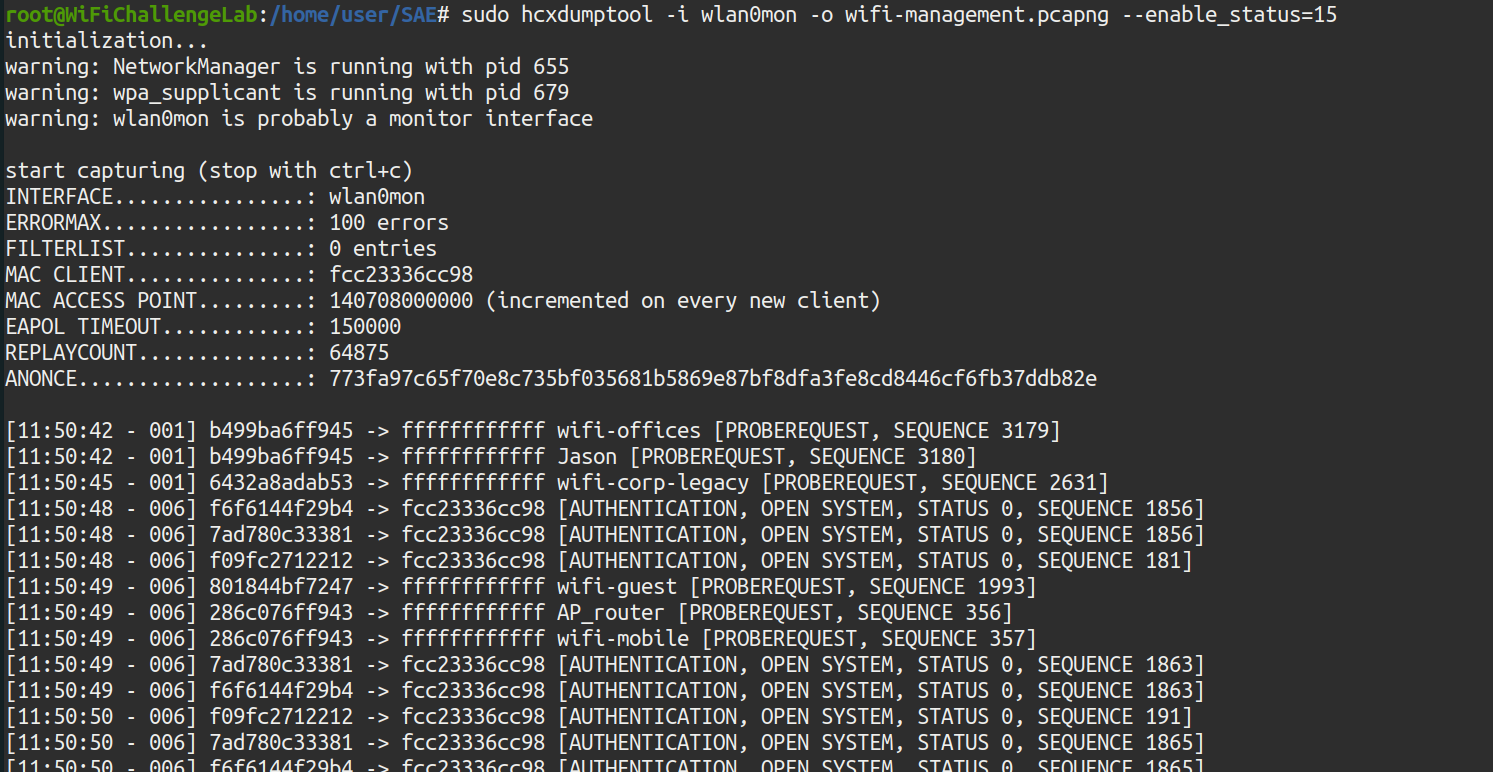 root@WiFiChallengeLab:/home/user/SAE# sudo hcxdumptool -i wlan0mon -o wifi-management.pcapng --enable_status=15
initialization...
warning: NetworkManager is running with pid 655
warning: wpa_supplicant is running with pid 679
warning: wlan0mon is probably a monitor interface
start capturing (stop with ctrl+c)
INTERFACE................: wlan0mon
ERRORMAX.................: 100 errors
FILTERLIST...............: 0 entries
MAC CLIENT...............: fcc23336cc98
MAC ACCESS POINT.........: 140708000000 (incremented on every new client)
EAPOL TIMEOUT............: 150000
REPLAYCOUNT..............: 64875
ANONCE...................: 773fa97c65f70e8c735bf035681b5869e87bf8dfa3fe8cd8446cf6fb37ddb82e
[11:50:42 - 001] b499ba6ff945 -> ffffffffffff wifi-offices [PROBEREQUEST, SEQUENCE 3179]
[11:50:42 - 001] b499ba6ff945 -> ffffffffffff Jason [PROBEREQUEST, SEQUENCE 3180]
[11:50:45 - 001] 6432a8adab53 -> ffffffffffff wifi-corp-legacy [PROBEREQUEST, SEQUENCE 2631]
[11:50:48 - 006] f6f6144f29b4 -> fcc23336cc98 [AUTHENTICATION, OPEN SYSTEM, STATUS 0, SEQUENCE 1856]
[11:50:48 - 006] 7ad780c33381 -> fcc23336cc98 [AUTHENTICATION, OPEN SYSTEM, STATUS 0, SEQUENCE 1856]
[11:50:48 - 006] f09fc2712212 -> fcc23336cc98 [AUTHENTICATION, OPEN SYSTEM, STATUS 0, SEQUENCE 181]
[11:50:49 - 006] 801844bf7247 -> ffffffffffff wifi-guest [PROBEREQUEST, SEQUENCE 1993]
[11:50:49 - 006] 286c076ff943 -> ffffffffffff AP_router [PROBEREQUEST, SEQUENCE 356]
[11:50:49 - 006] 286c076ff943 -> ffffffffffff wifi-mobile [PROBEREQUEST, SEQUENCE 357]
[11:50:49 - 006] 7ad780c33381 -> fcc23336cc98 [AUTHENTICATION, OPEN SYSTEM, STATUS 0, SEQUENCE 1863]
[11:50:49 - 006] f6f6144f29b4 -> fcc23336cc98 [AUTHENTICATION, OPEN SYSTEM, STATUS 0, SEQUENCE 1863]
[11:50:50 - 006] f09fc2712212 -> fcc23336cc98 [AUTHENTICATION, OPEN SYSTEM, STATUS 0, SEQUENCE 191]
[11:50:50 - 006] 7ad780c33381 -> fcc23336cc98 [AUTHENTICATION, OPEN SYSTEM, STATUS 0, SEQUENCE 1865]
[11:50:50 - 006] f6f6144f29b4 -> fcc23336cc98 [AUTHENTICATION, OPEN SYSTEM, STATUS 0, SEQUENCE 1865]